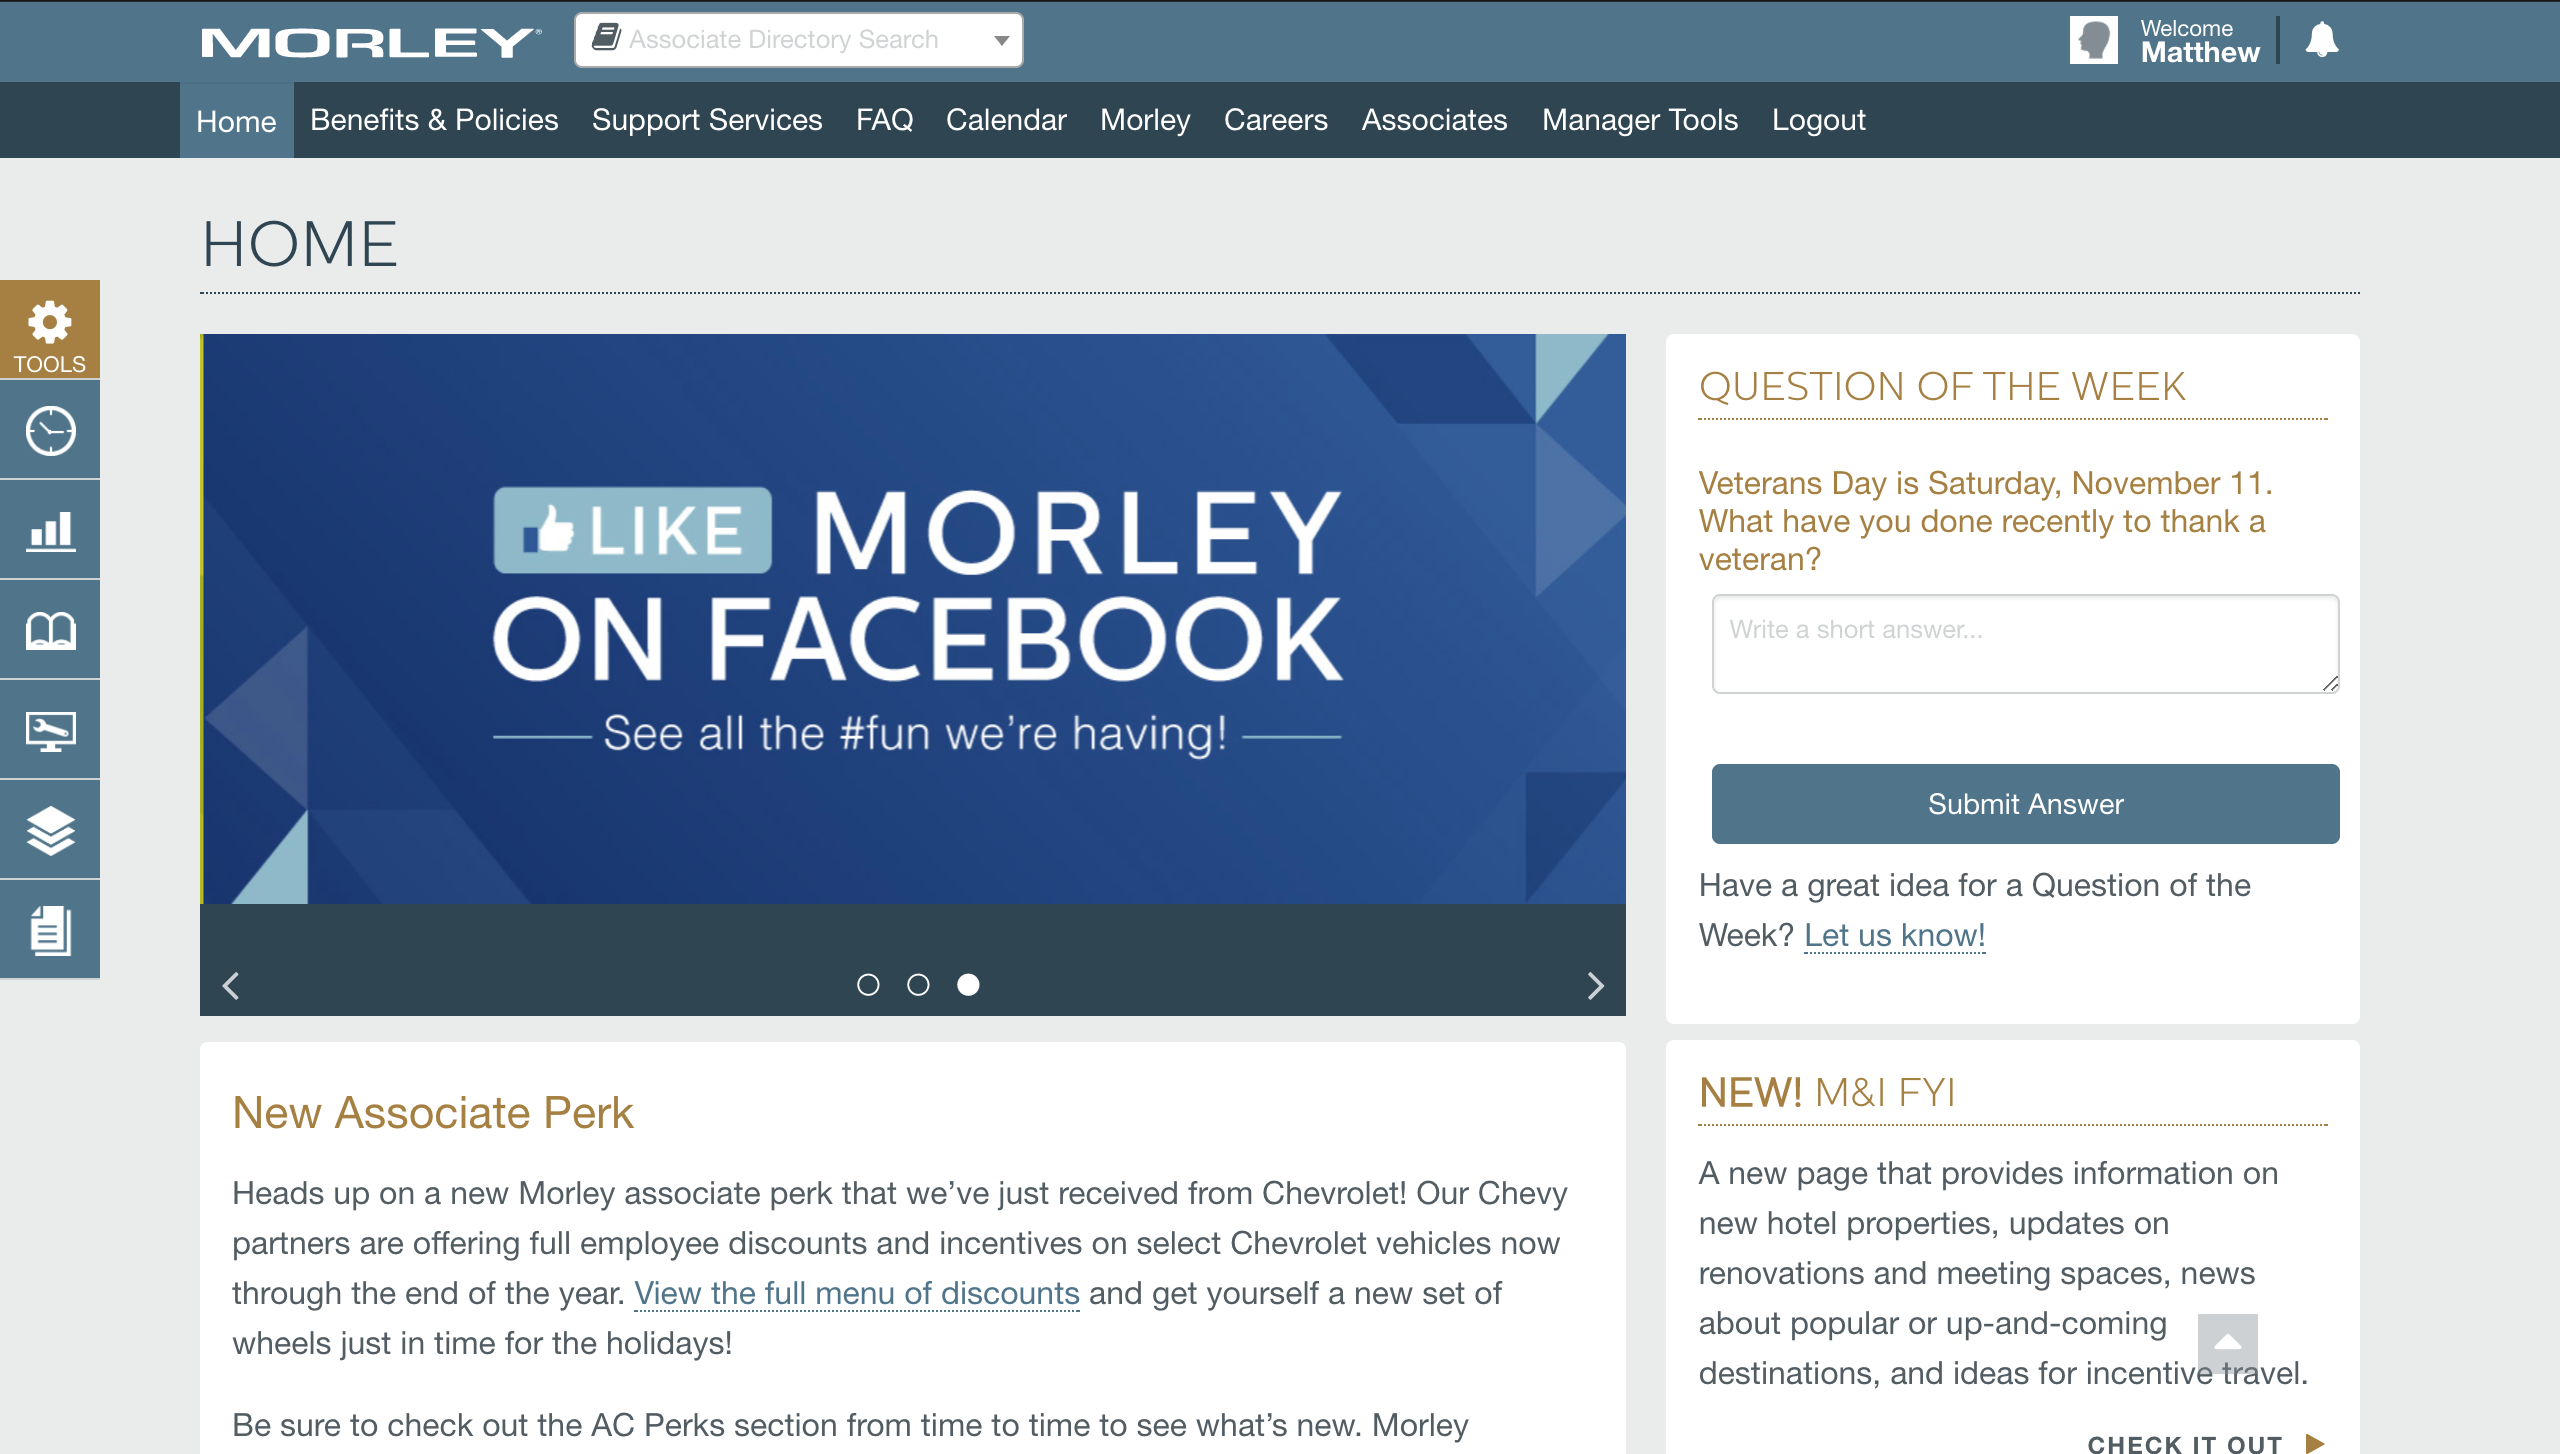 MORLEY
Associate Directory Search
Welcome
Matthew
Home Benefits & Policies Support Services FAQ Calendar Morley Careers Associates Manager Tools Logout
HOME
TOOLS
LIKE MORLEY
ON FACEBOOK
See all the #fun we’re having!
New Associate Perk
Heads up on a new Morley associate perk that we’ve just received from Chevrolet! Our Chevy
partners are offering full employee discounts and incentives on select Chevrolet vehicles now
through the end of the year. View the full menu of discounts and get yourself a new set of
wheels just in time for the holidays!
Be sure to check out the AC Perks section from time to time to see what’s new. Morley
QUESTION OF THE WEEK
Veterans Day is Saturday, November 11.
What have you done recently to thank a
veteran?
Write a short answer...
Submit Answer
Have a great idea for a Question of the
Week? Let us know!
NEW! M&I FYI
A new page that provides information on
new hotel properties, updates on
renovations and meeting spaces, news
about popular or up-and-coming
destinations, and ideas for incentive travel.
CHECK IT OUT